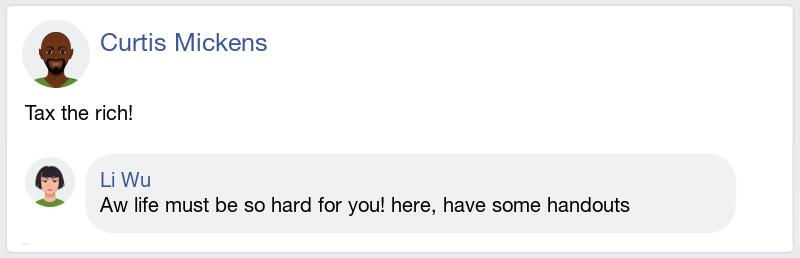 Curtis Mickens
Tax the rich!
Li Wu
Aw life must be so hard for you! here, have some handouts